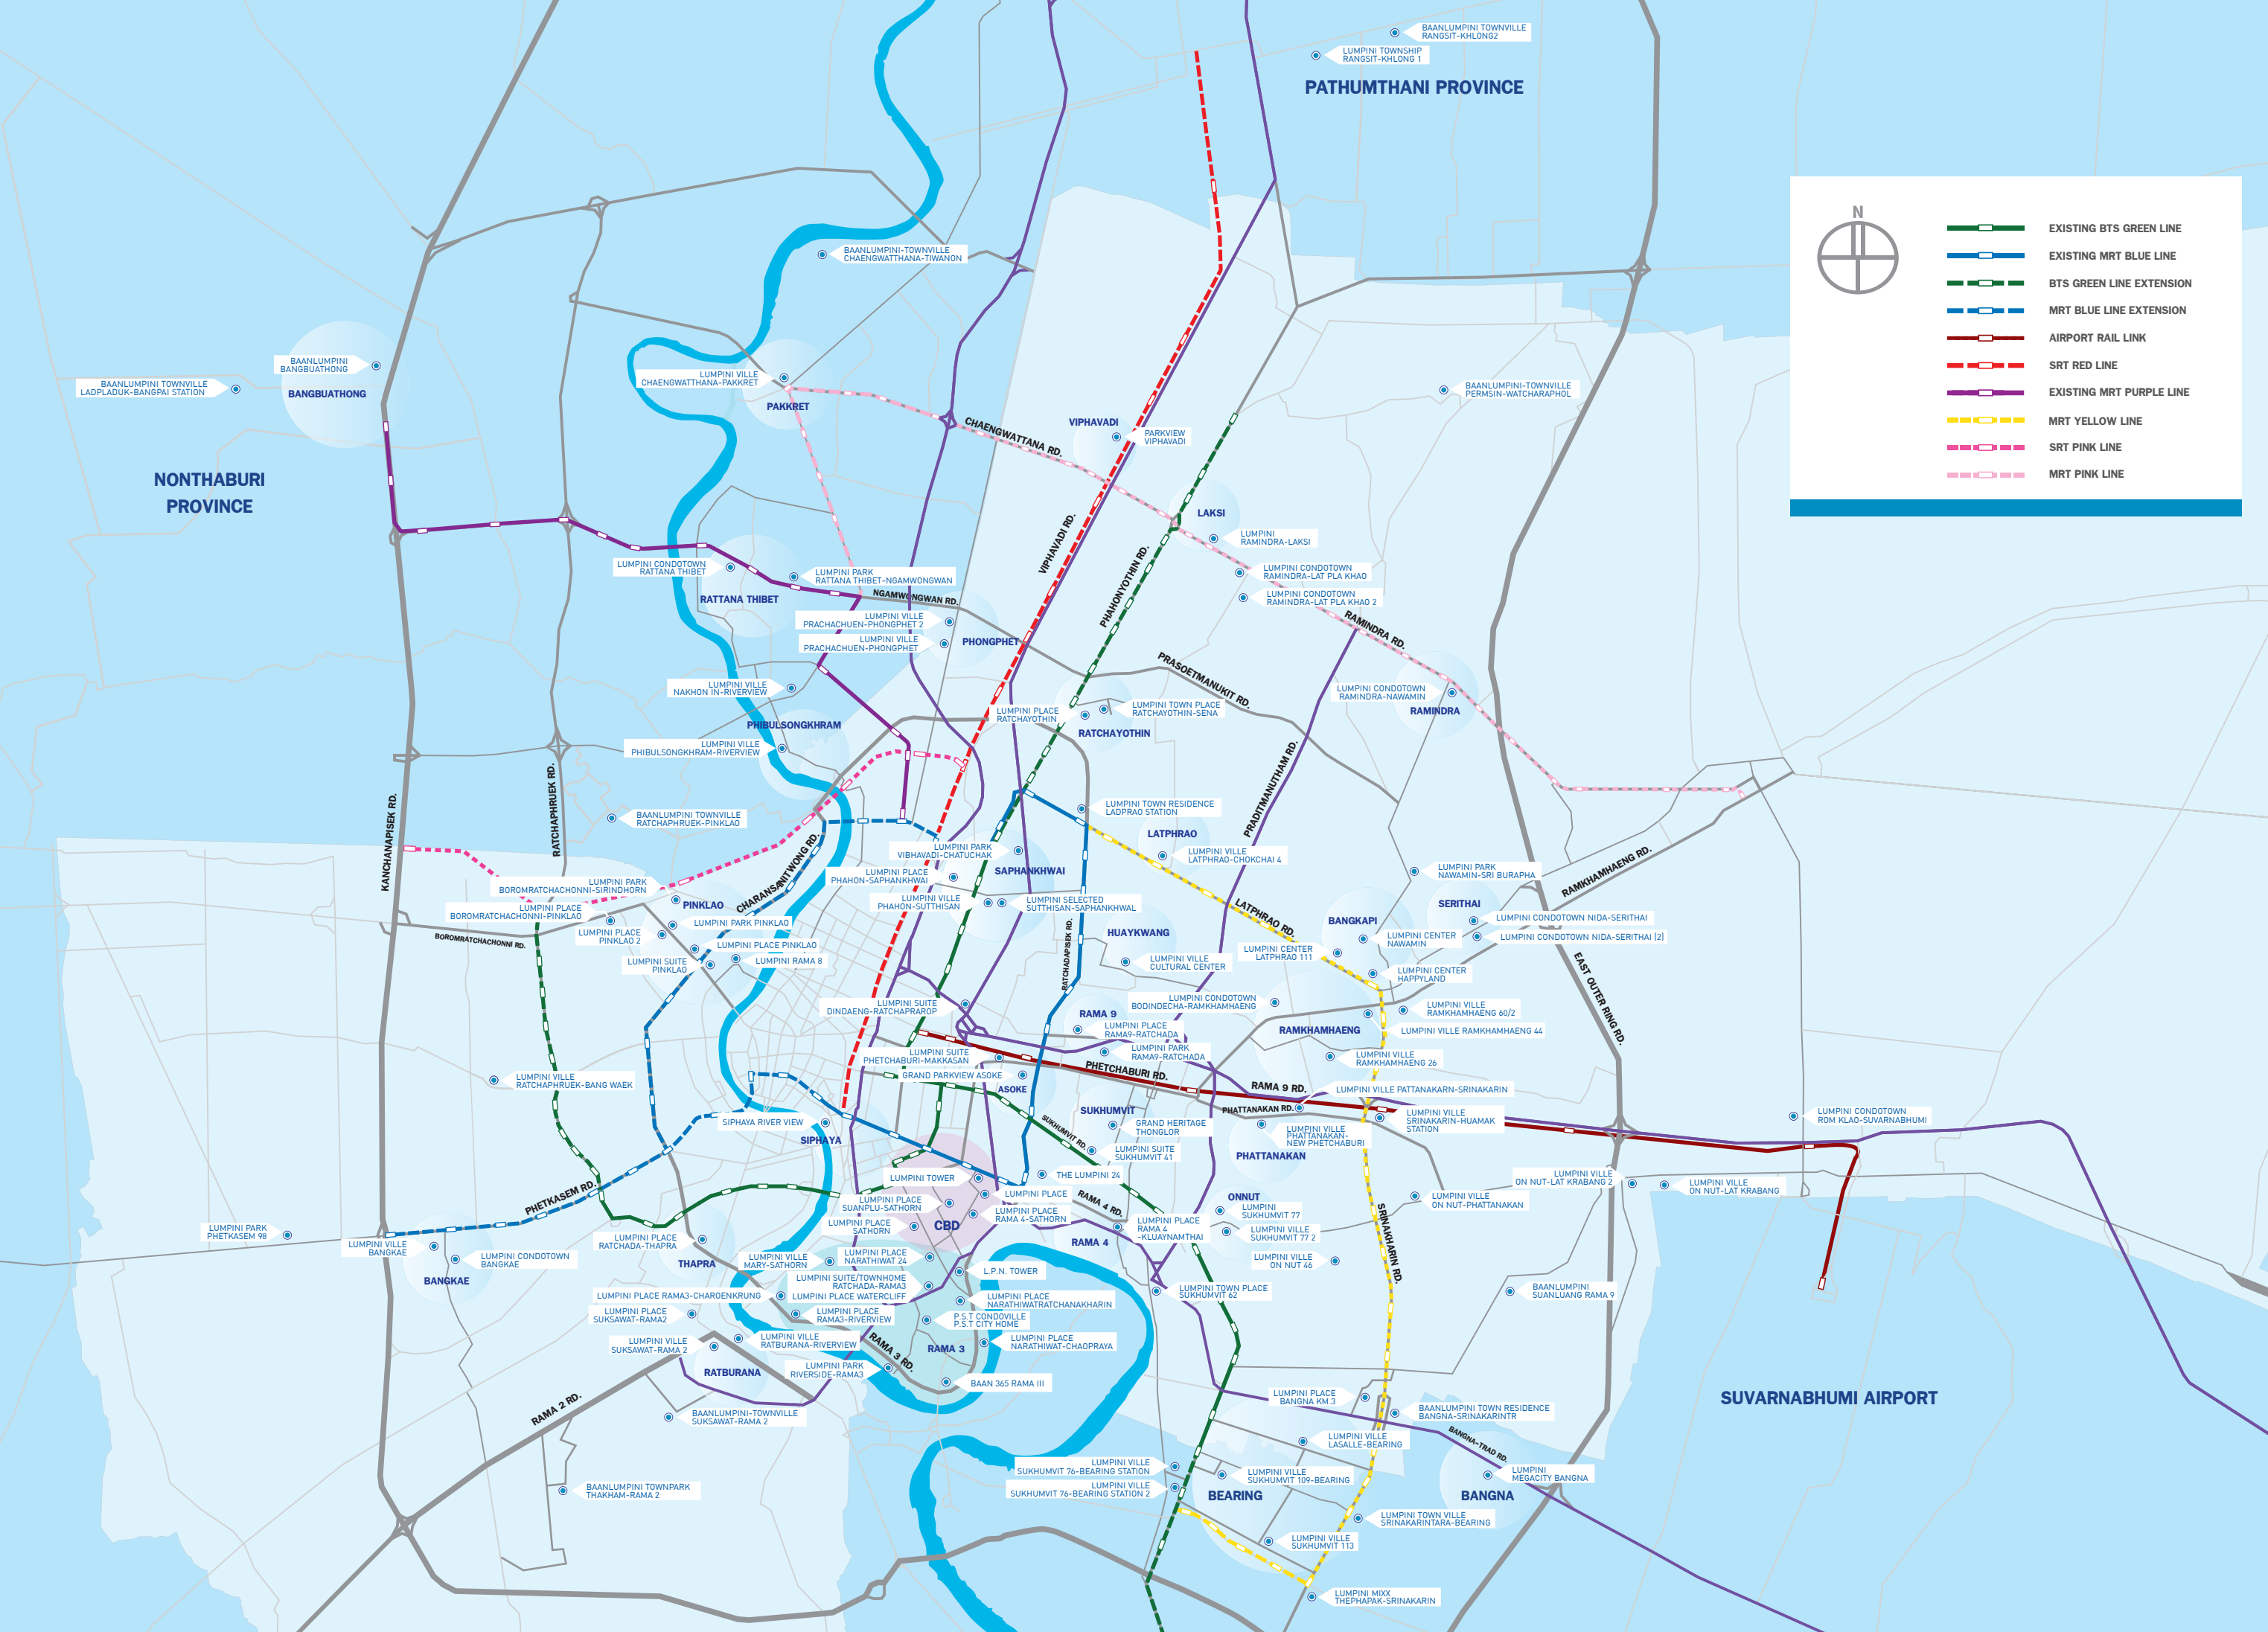 BAANLUMPINI TOWNVILLE
RANGSIT-KHLONG2
LUMPINI TOWNSHIP
RANGSIT-KHLONG 1
PATHUMTHANI PROVINCE
N
EXISTING BTS GREEN LINE
EXISTING MRT BLUE LINE
BTS GREEN LINE EXTENSION
MRT BLUE LINE EXTENSION
AIRPORT RAIL LINK
SRT RED LINE
EXISTING MRT PURPLE LINE
MRT YELLOW LINE
SRT PINK LINE
MRT PINK LINE
BAANLUMPINI-TOWNVILLE
CHAENGWATTHANA-TIWANON
BAANLUMPINI
BANGBUATHONG
BAANLUMPINI TOWNVILLE
LADPLADUK-BANGPAI STATION
BANGBUATHONG
LUMPINI VILLE
CHAENGWATTHANA-PAKKRET
PAKKRET
BAANLUMPINI-TOWNVILLE
PERMSIN-WATCHARAPHOL
CHAENGWATTANA RD.
VIPHAVADI
PARKVIEW
VIPHAVADI
NONTHABURI
PROVINCE
LAKSI
LUMPINI
RAMINDRA-LAKSI
VIPHAVADI RD.
PHAHONYOTHIN RD.
LUMPINI CONDOTOWN
RATTANA THIBET
LUMPINI PARK
RATTANA THIBET-NGAMWONGWAN
RATTANA THIBET
NGAMWONGWAN RD.
LUMPINI CONDOTOWN
RAMINDRA-LAT PLA KHAO
LUMPINI CONDOTOWN
RAMINDRA-LAT PLA KHAO 2
RAMINDRA RD.
LUMPINI VILLE
PRACHACHUEN-PHONGPHET 2
LUMPINI VILLE
PRACHACHUEN-PHONGPHET
PHONGPHET
PRASOETMANUKIT RD.
LUMPINI VILLE
NAKHON IN-RIVERVIEW
LUMPINI CONDOTOWN
RAMINDRA-NAWAMIN
RAMINDRA
LUMPINI PLACE
RATCHAYOTHIN
LUMPINI TOWN PLACE
RATCHAYOTHIN-SENA
RATCHAYOTHIN
PHIBULSONGKHRAM
LUMPINI VILLE
PHIBULSONGKHRAM-RIVERVIEW
KANCHANAPISEK RD.
RATCHAPHRUEK RD.
PRADITMANUTHAM RD.
BAANLUMPINI TOWNVILLE
RATCHAPHRUEK-PINKLAO
LUMPINI TOWN RESIDENCE
LADPRAO STATION
LATPHRAO
LUMPINI VILLE
LATPHRAO-CHOKCHAI 4
CHARANSANITWONG RD.
LUMPINI PARK
VIBHAVADI-CHATUCHAK
LUMPINI PLACE
PHAHON-SAPHANKHWAI
SAPHANKHWAI
LUMPINI PARK
NAWAMIN-SRI BURAPHA
RAMKHAMHAENG RD.
LUMPINI PARK
BOROMRATCHACHONNI-SIRINDHORN
LUMPINI PLACE
BOROMRATCHACHONNI-PINKLAO
PINKLAO
LUMPINI PARK PINKLAO
LUMPINI PLACE
PINKLAO 2
LUMPINI PLACE PINKLAO
LUMPINI SUITE
PINKLAO
LUMPINI RAMA 8
BOROMRATCHACHONNI RD.
LUMPINI VILLE
PHAHON-SUTTHISAN
LUMPINI SELECTED
SUTTHISAN-SAPHANKHWAL
RATCHADAPISEK RD.
HUAYKWANG
LUMPINI VILLE
CULTURAL CENTER
LATPHRAO RD.
BANGKAPI
SERITHAI
LUMPINI CONDOTOWN NIDA-SERITHAI
LUMPINI CONDOTOWN NIDA-SERITHAI (2)
LUMPINI CENTER
NAWAMIN
LUMPINI CENTER
LATPHRAO 111
LUMPINI CENTER
HAPPYLAND
EAST OUTER RING RD.
LUMPINI CONDOTOWN
BODINDECHA-RAMKHAMHAENG
LUMPINI VILLE
RAMKHAMHAENG 60/2
RAMKHAMHAENG
LUMPINI VILLE RAMKHAMHAENG 44
LUMPINI VILLE
RAMKHAMHAENG 26
LUMPINI SUITE
DINDAENG-RATCHAPRAROP
RAMA 9
LUMPINI PLACE
RAMA9-RATCHADA
LUMPINI PARK
RAMA9-RATCHADA
LUMPINI SUITE
PHETCHABURI-MAKKASAN
GRAND PARKVIEW ASOKE
ASOKE
PHETCHABURI RD.
RAMA 9 RD.
LUMPINI VILLE PATTANAKARN-SRINAKARIN
PHATTANAKAN RD.
LUMPINI VILLE
SRINAKARIN-HUAMAK
STATION
LUMPINI CONDOTOWN
ROM KLAO-SUVARNABHUMI
LUMPINI VILLE
RATCHAPHRUEK-BANG WAEK
SUKHUMVIT
SUKHUMVIT RD.
GRAND HERITAGE
THONGLOR
LUMPINI SUITE
SUKHUMVIT 41
LUMPINI VILLE
PHATTANAKAN-
NEW PHETCHABURI
PHATTANAKAN
SIPHAYA RIVER VIEW
SIPHAYA
THE LUMPINI 24
LUMPINI TOWER
LUMPINI PLACE
LUMPINI PLACE
SUANPLU-SATHORN
LUMPINI PLACE
RAMA 4-SATHORN
LUMPINI PLACE
SATHORN
CBD
RAMA 4 RD.
RAMA 4
LUMPINI PLACE
RAMA 4
-KLUAYNAMTHAI
ONNUT
LUMPINI
SUKHUMVIT 77
LUMPINI VILLE
SUKHUMVIT 77 2
LUMPINI VILLE
ON NUT 46
LUMPINI VILLE
ON NUT-PHATTANAKAN
LUMPINI VILLE
ON NUT-LAT KRABANG 2
LUMPINI VILLE
ON NUT-LAT KRABANG
SRINAKHARIN RD.
PHETKASEM RD.
LUMPINI PARK
PHETKASEM 98
LUMPINI VILLE
BANGKAE
LUMPINI CONDOTOWN
BANGKAE
BANGKAE
LUMPINI PLACE
RATCHADA-THAPRA
THAPRA
LUMPINI VILLE
MARY-SATHORN
LUMPINI PLACE
NARATHIWAT 24
L.P.N. TOWER
LUMPINI SUITE/TOWNHOME
RATCHADA-RAMA3
LUMPINI PLACE RAMA3-CHAROENKRUNG
LUMPINI PLACE WATERCLIFF
LUMPINI PLACE
NARATHIWATRATCHANAKHARIN
LUMPINI TOWN PLACE
SUKHUMVIT 62
BAANLUMPINI
SUANLUANG RAMA 9
LUMPINI PLACE
SUKSAWAT-RAMA2
LUMPINI PLACE
RAMA3-RIVERVIEW
P.S.T CONDOVILLE
P.S.T CITY HOME
LUMPINI VILLE
SUKSAWAT-RAMA 2
LUMPINI VILLE
RATBURANA-RIVERVIEW
RAMA 3 RD.
RAMA 3
LUMPINI PLACE
NARATHIWAT-CHAOPRAYA
RATBURANA
LUMPINI PARK
RIVERSIDE-RAMA3
BAAN 365 RAMA III
RAMA 2 RD.
BAANLUMPINI-TOWNVILLE
SUKSAWAT-RAMA 2
BAANLUMPINI TOWNPARK
THAKHAM-RAMA 2
LUMPINI PLACE
BANGNA KM.3
BAANLUMPINI TOWN RESIDENCE
BANGNA-SRINAKARINTR
SUVARNABHUMI AIRPORT
LUMPINI VILLE
LASALLE-BEARING
BANGNA-TRAD RD.
LUMPINI VILLE
SUKHUMVIT 76-BEARING STATION
LUMPINI VILLE
SUKHUMVIT 76-BEARING STATION 2
LUMPINI VILLE
SUKHUMVIT 109-BEARING
BEARING
LUMPINI
MEGACITY BANGNA
BANGNA
LUMPINI TOWN VILLE
SRINAKARINTARA-BEARING
LUMPINI VILLE
SUKHUMVIT 113
LUMPINI MIXX
THEPHAPAK-SRINAKARIN